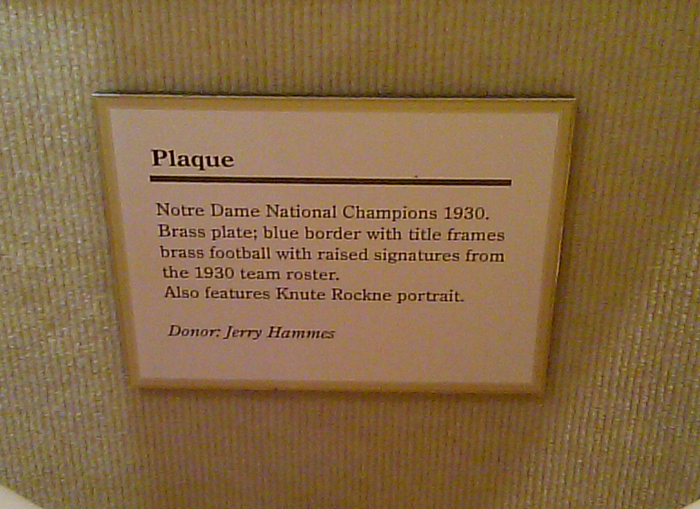 Plaque
Notre Dame National Champions 1930.
Brass plate; blue border with title frames
brass football with raised signatures from
the 1930 team roster.
Also features Knute Rockne portrait.
Donor: Jerry Hammes